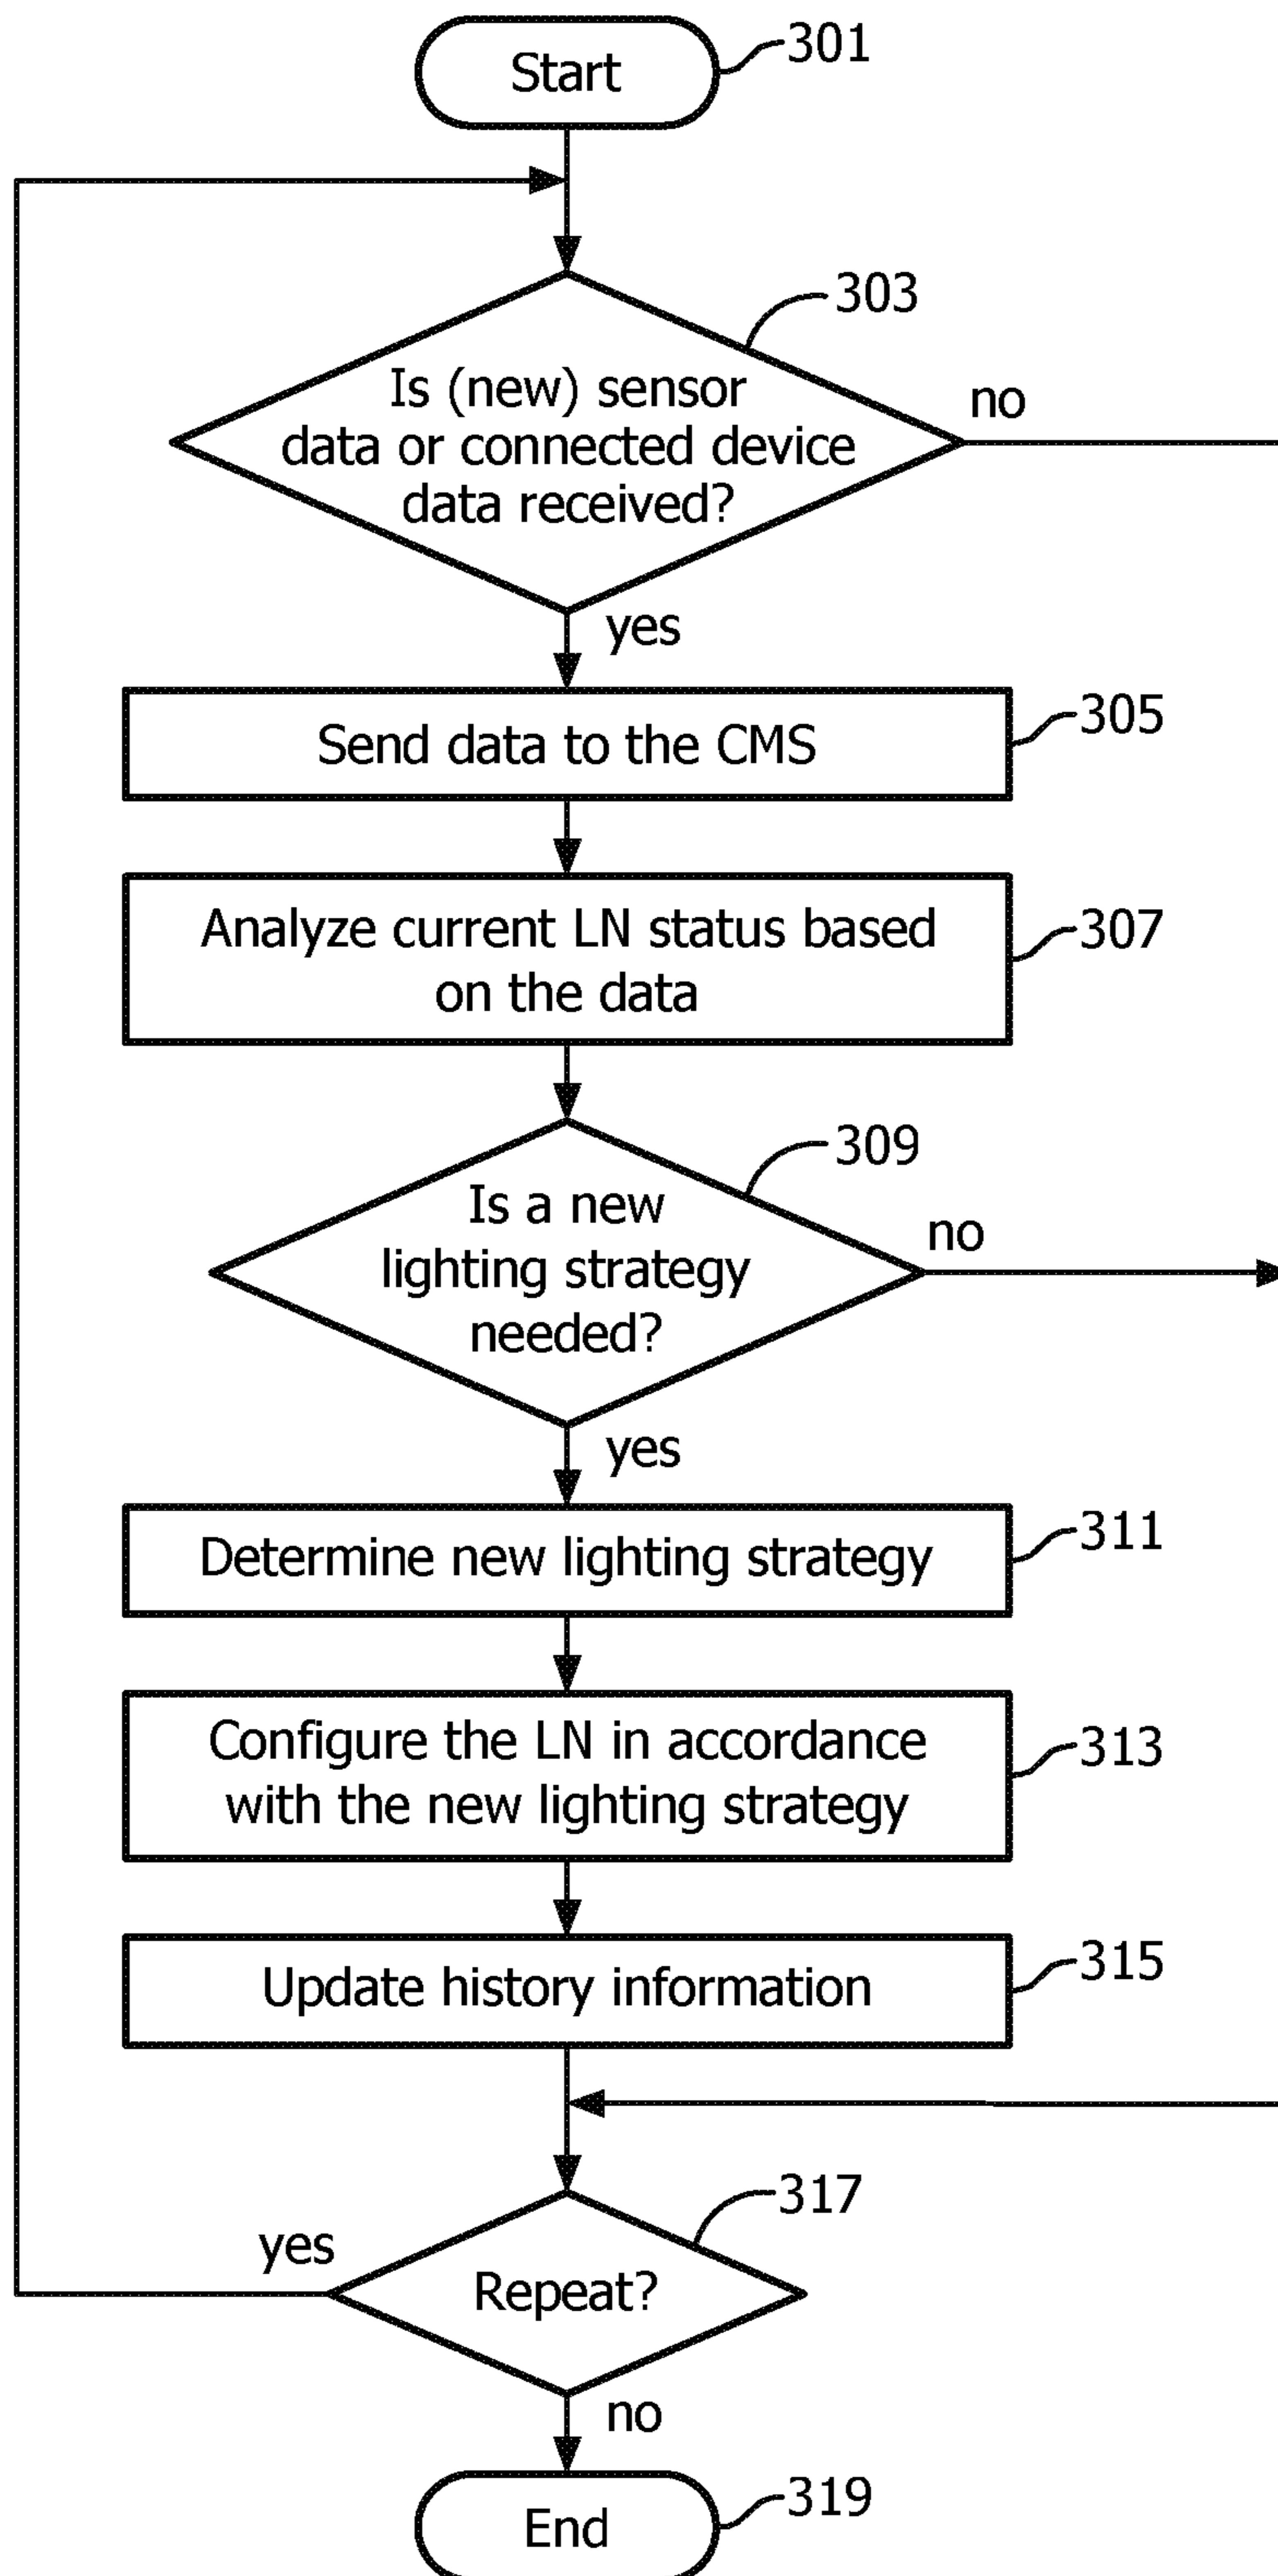 Start
301
303
Is (new) sensor
data or connected device
data received?
no
yes
Send data to the CMS
305
Analyze current LN status based
on the data
307
309
Is a new
lighting strategy
needed?
no
yes
Determine new lighting strategy
311
Configure the LN in accordance
with the new lighting strategy
313
Update history information
315
317
yes
Repeat?
no
End
319